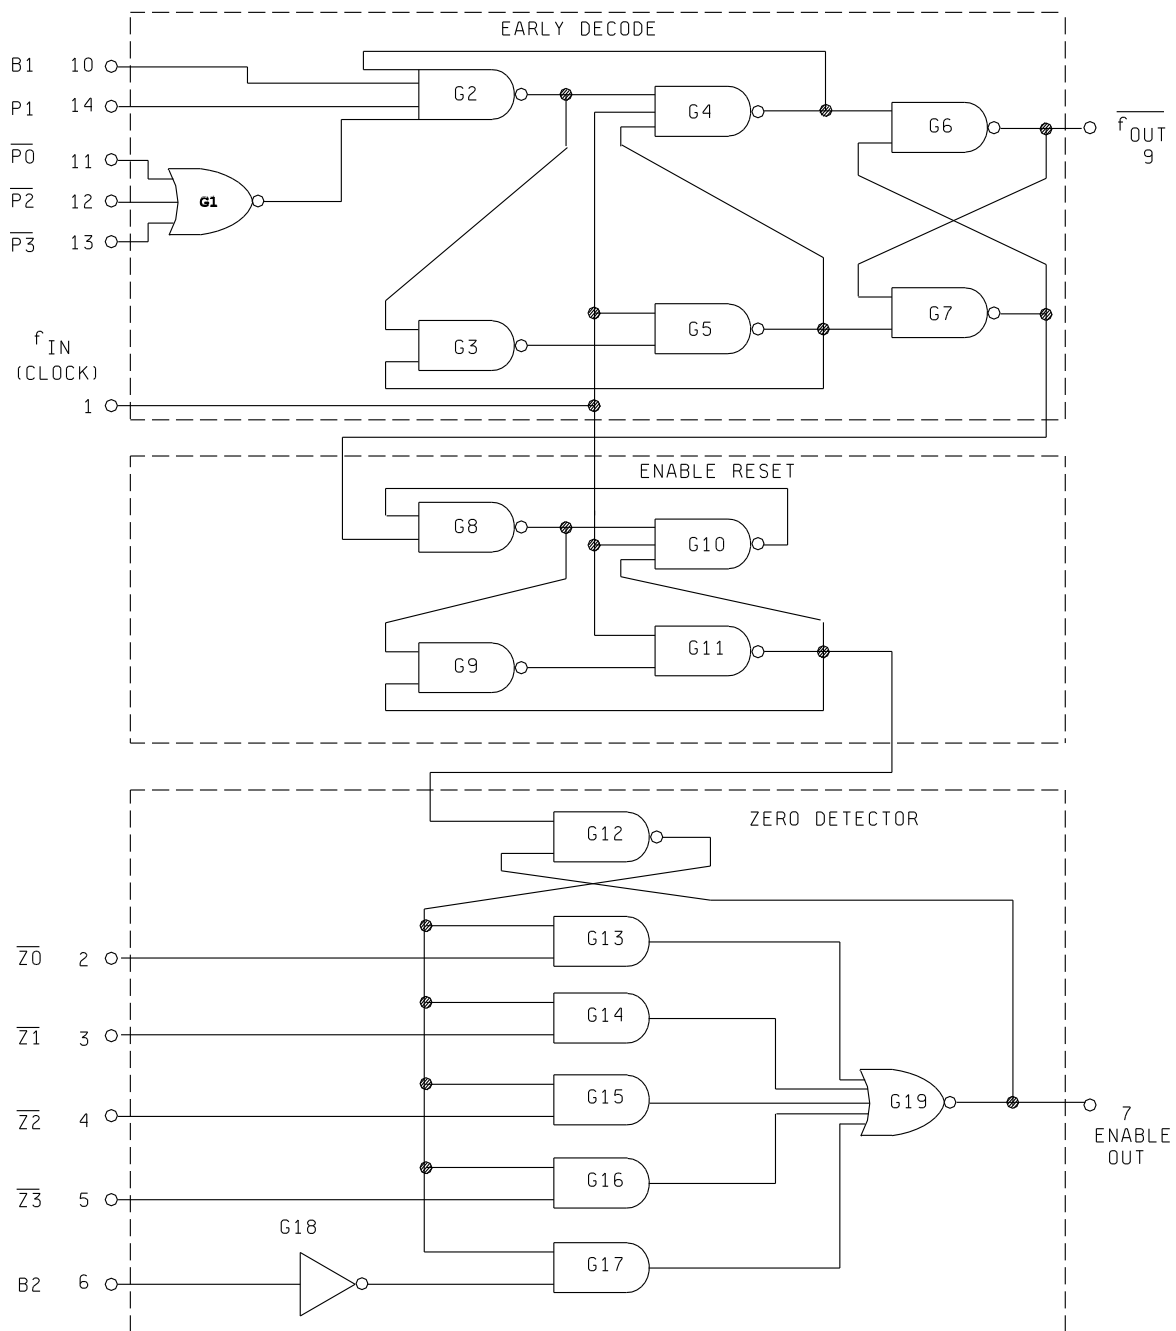 EARLY DECODE
B1 10
P1 14
P0 11
P2 12
P3 13
G1
G2
G4
G6
fOUT
9
G3
G5
G7
fIN
(CLOCK)
1
ENABLE RESET
G8
G10
G9
G11
ZERO DETECTOR
G12
G13
Z0 2
G14
Z1 3
G15
Z2 4
G16
Z3 5
G19
7
ENABLE
OUT
G18
G17
B2 6